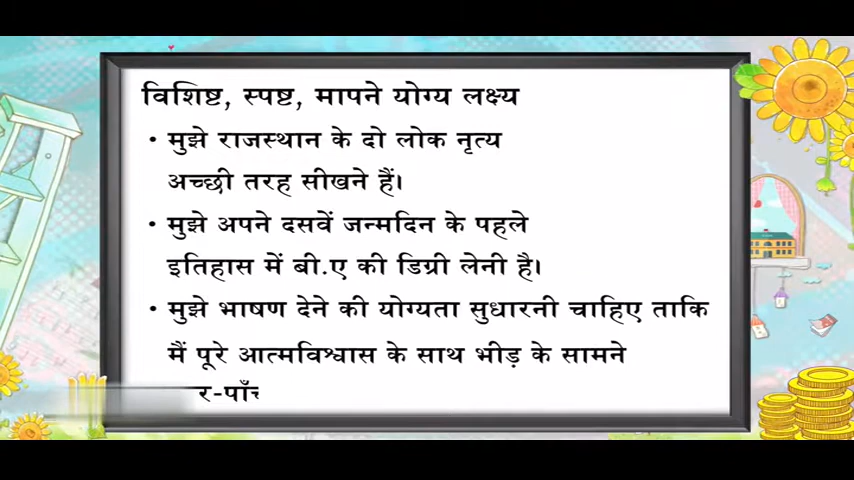 विशिष्ट, स्पष्ट, मापने योग्य लक्ष्य
• मुझे राजस्थान के दो लोक नृत्य
अच्छी तरह सीखने हैं।
• मुझे अपने दसवें जन्मदिन के पहले
इतिहास में बी.ए की डिग्री लेनी है।
• मुझे भाषण देने की योग्यता सुधारनी चाहिए ताकि
मैं पूरे आत्मविश्वास के साथ भीड़ के सामने